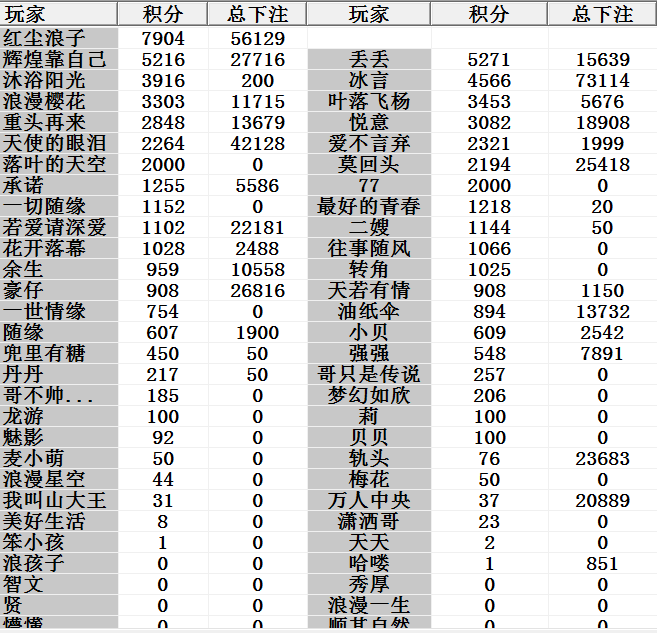 玩家 积分 总下注 玩家 积分 总下注
红尘浪子 7904 56129
辉煌靠自己 5216 27716 丢丢 5271 15639
沐浴阳光 3916 200 冰言 4566 73114
浪漫樱花 3303 11715 叶落飞杨 3453 5676
重头再来 2848 13679 悦意 3082 18908
天使的眼泪 2264 42128 爱不言弃 2321 1999
落叶的天空 2000 0 莫回头 2194 25418
承诺 1255 5586 77 2000 0
一切随缘 1152 0 最好的青春 1218 20
若爱请深爱 1102 22181 二嫂 1144 50
花开落幕 1028 2488 往事随风 1066 0
余生 959 10558 转角 1025 0
豪仔 908 26816 天若有情 908 1150
一世情缘 754 0 油纸伞 894 13732
随缘 607 1900 小贝 609 2542
兜里有糖 450 50 强强 548 7891
丹丹 217 50 哥只是传说 257 0
哥不帅... 185 0 梦幻如欣 206 0
龙游 100 0 莉 100 0
魅影 92 0 贝贝 100 0
麦小萌 50 0 轨头 76 23683
浪漫星空 44 0 梅花 50 0
我叫山大王 31 0 万人中央 37 20889
美好生活 8 0 潇洒哥 23 0
笨小孩 1 0 天天 2 0
浪孩子 0 0 哈喽 1 851
智文 0 0 秀厚 0 0
贤 0 0 浪漫一生 0 0
懵懂 0 0 顺其自然 0 0